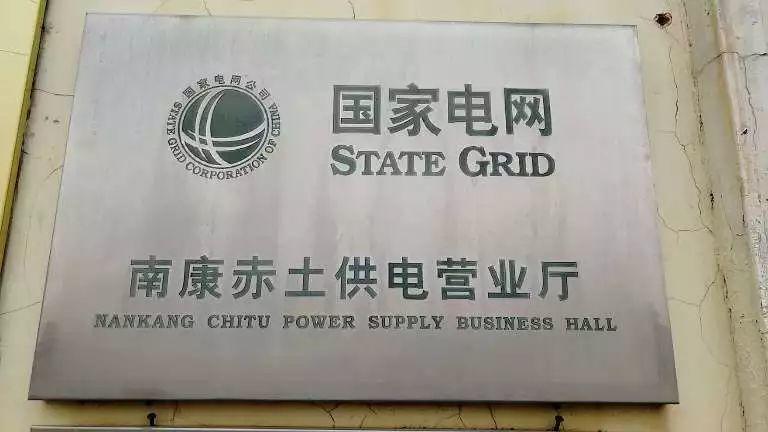 国家电网公司
STATE GRID CORPORATION OF CHINA
国家电网
STATE GRID
南康赤土供电营业厅
NANKANG CHITU POWER SUPPLY BUSINESS HALL